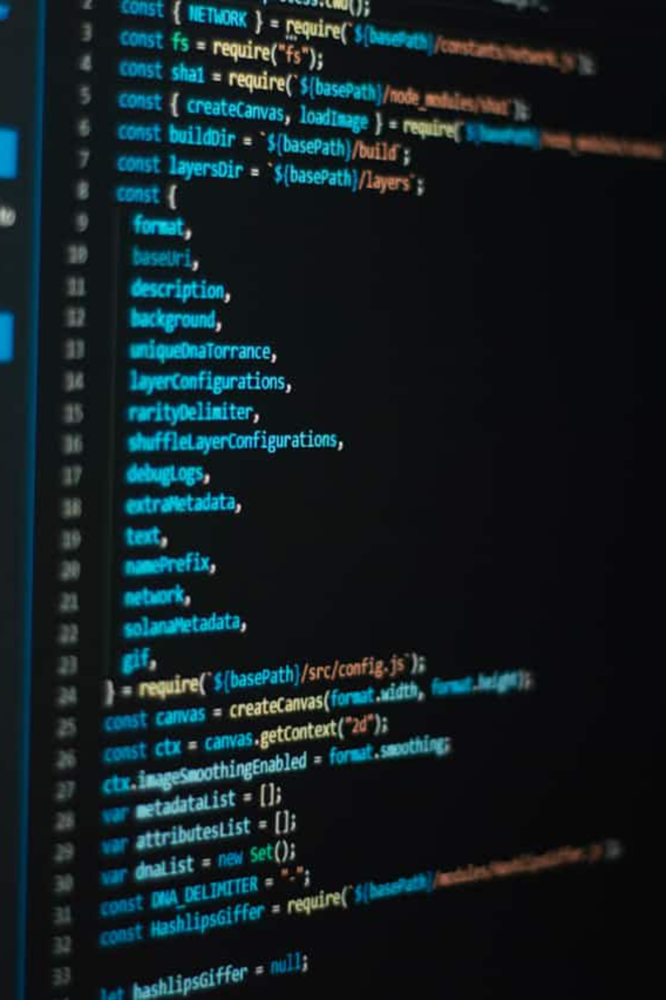 cwd();
2 const { NETWORK } = require(`${basePath}/constants/network.js`);
3 const fs = require("fs");
4 const sha1 = require(`${basePath}/node_modules/sha1`);
5 const { createCanvas, loadImage } = require(`${basePath}/node_modules/
6 const buildDir = `${basePath}/build`;
7 const layersDir = `${basePath}/layers`;
8 const {
9 format,
10 baseUri,
11 description,
12 background,
13 uniqueDnaTorrance,
14 layerConfigurations,
15 rarityDelimiter,
16 shuffleLayerConfigurations,
17 debugLogs,
18 extraMetadata,
19 text,
20 namePrefix,
21 network,
22 solanaMetadata,
23 gif,
24 } = require(`${basePath}/src/config.js`);
25 const canvas = createCanvas(format.width, format.height);
26 const ctx = canvas.getContext("2d");
27 ctx.imageSmoothingEnabled = format.smoothing;
28 var metadataList = [];
29 var attributesList = [];
30 var dnaList = new Set();
31 const DNA_DELIMITER = "-";
32 const HashlipsGiffer = require(`${basePath}/modules/
33
let hashlipsGiffer = null;